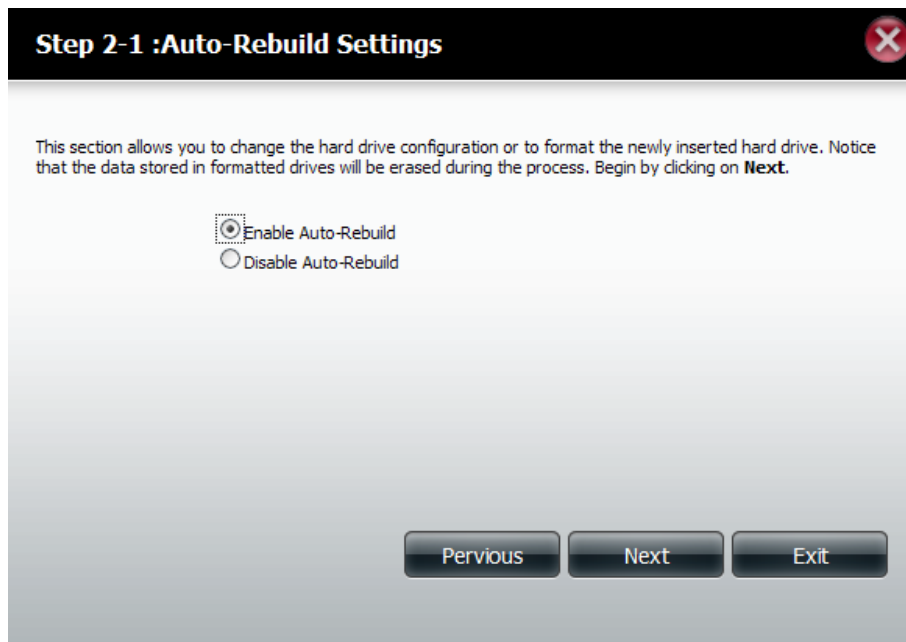 Step 2-1 :Auto-Rebuild Settings
This section allows you to change the hard drive configuration or to format the newly inserted hard drive. Notice
that the data stored in formatted drives will be erased during the process. Begin by clicking on Next.
Enable Auto-Rebuild
Disable Auto-Rebuild
Pervious Next Exit